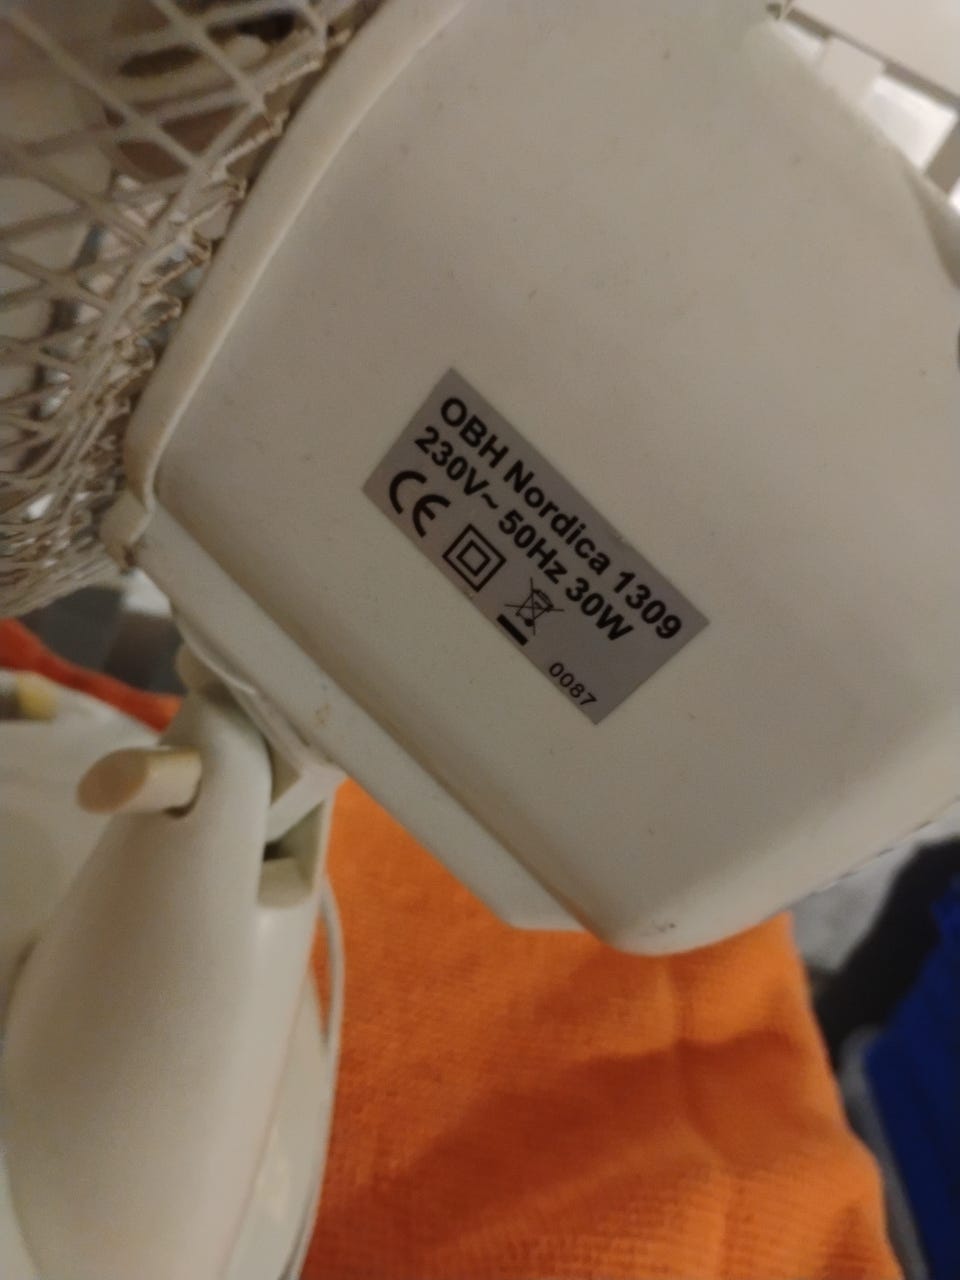 OBH Nordica 1309
230V~ 50Hz 30W
CE
0087